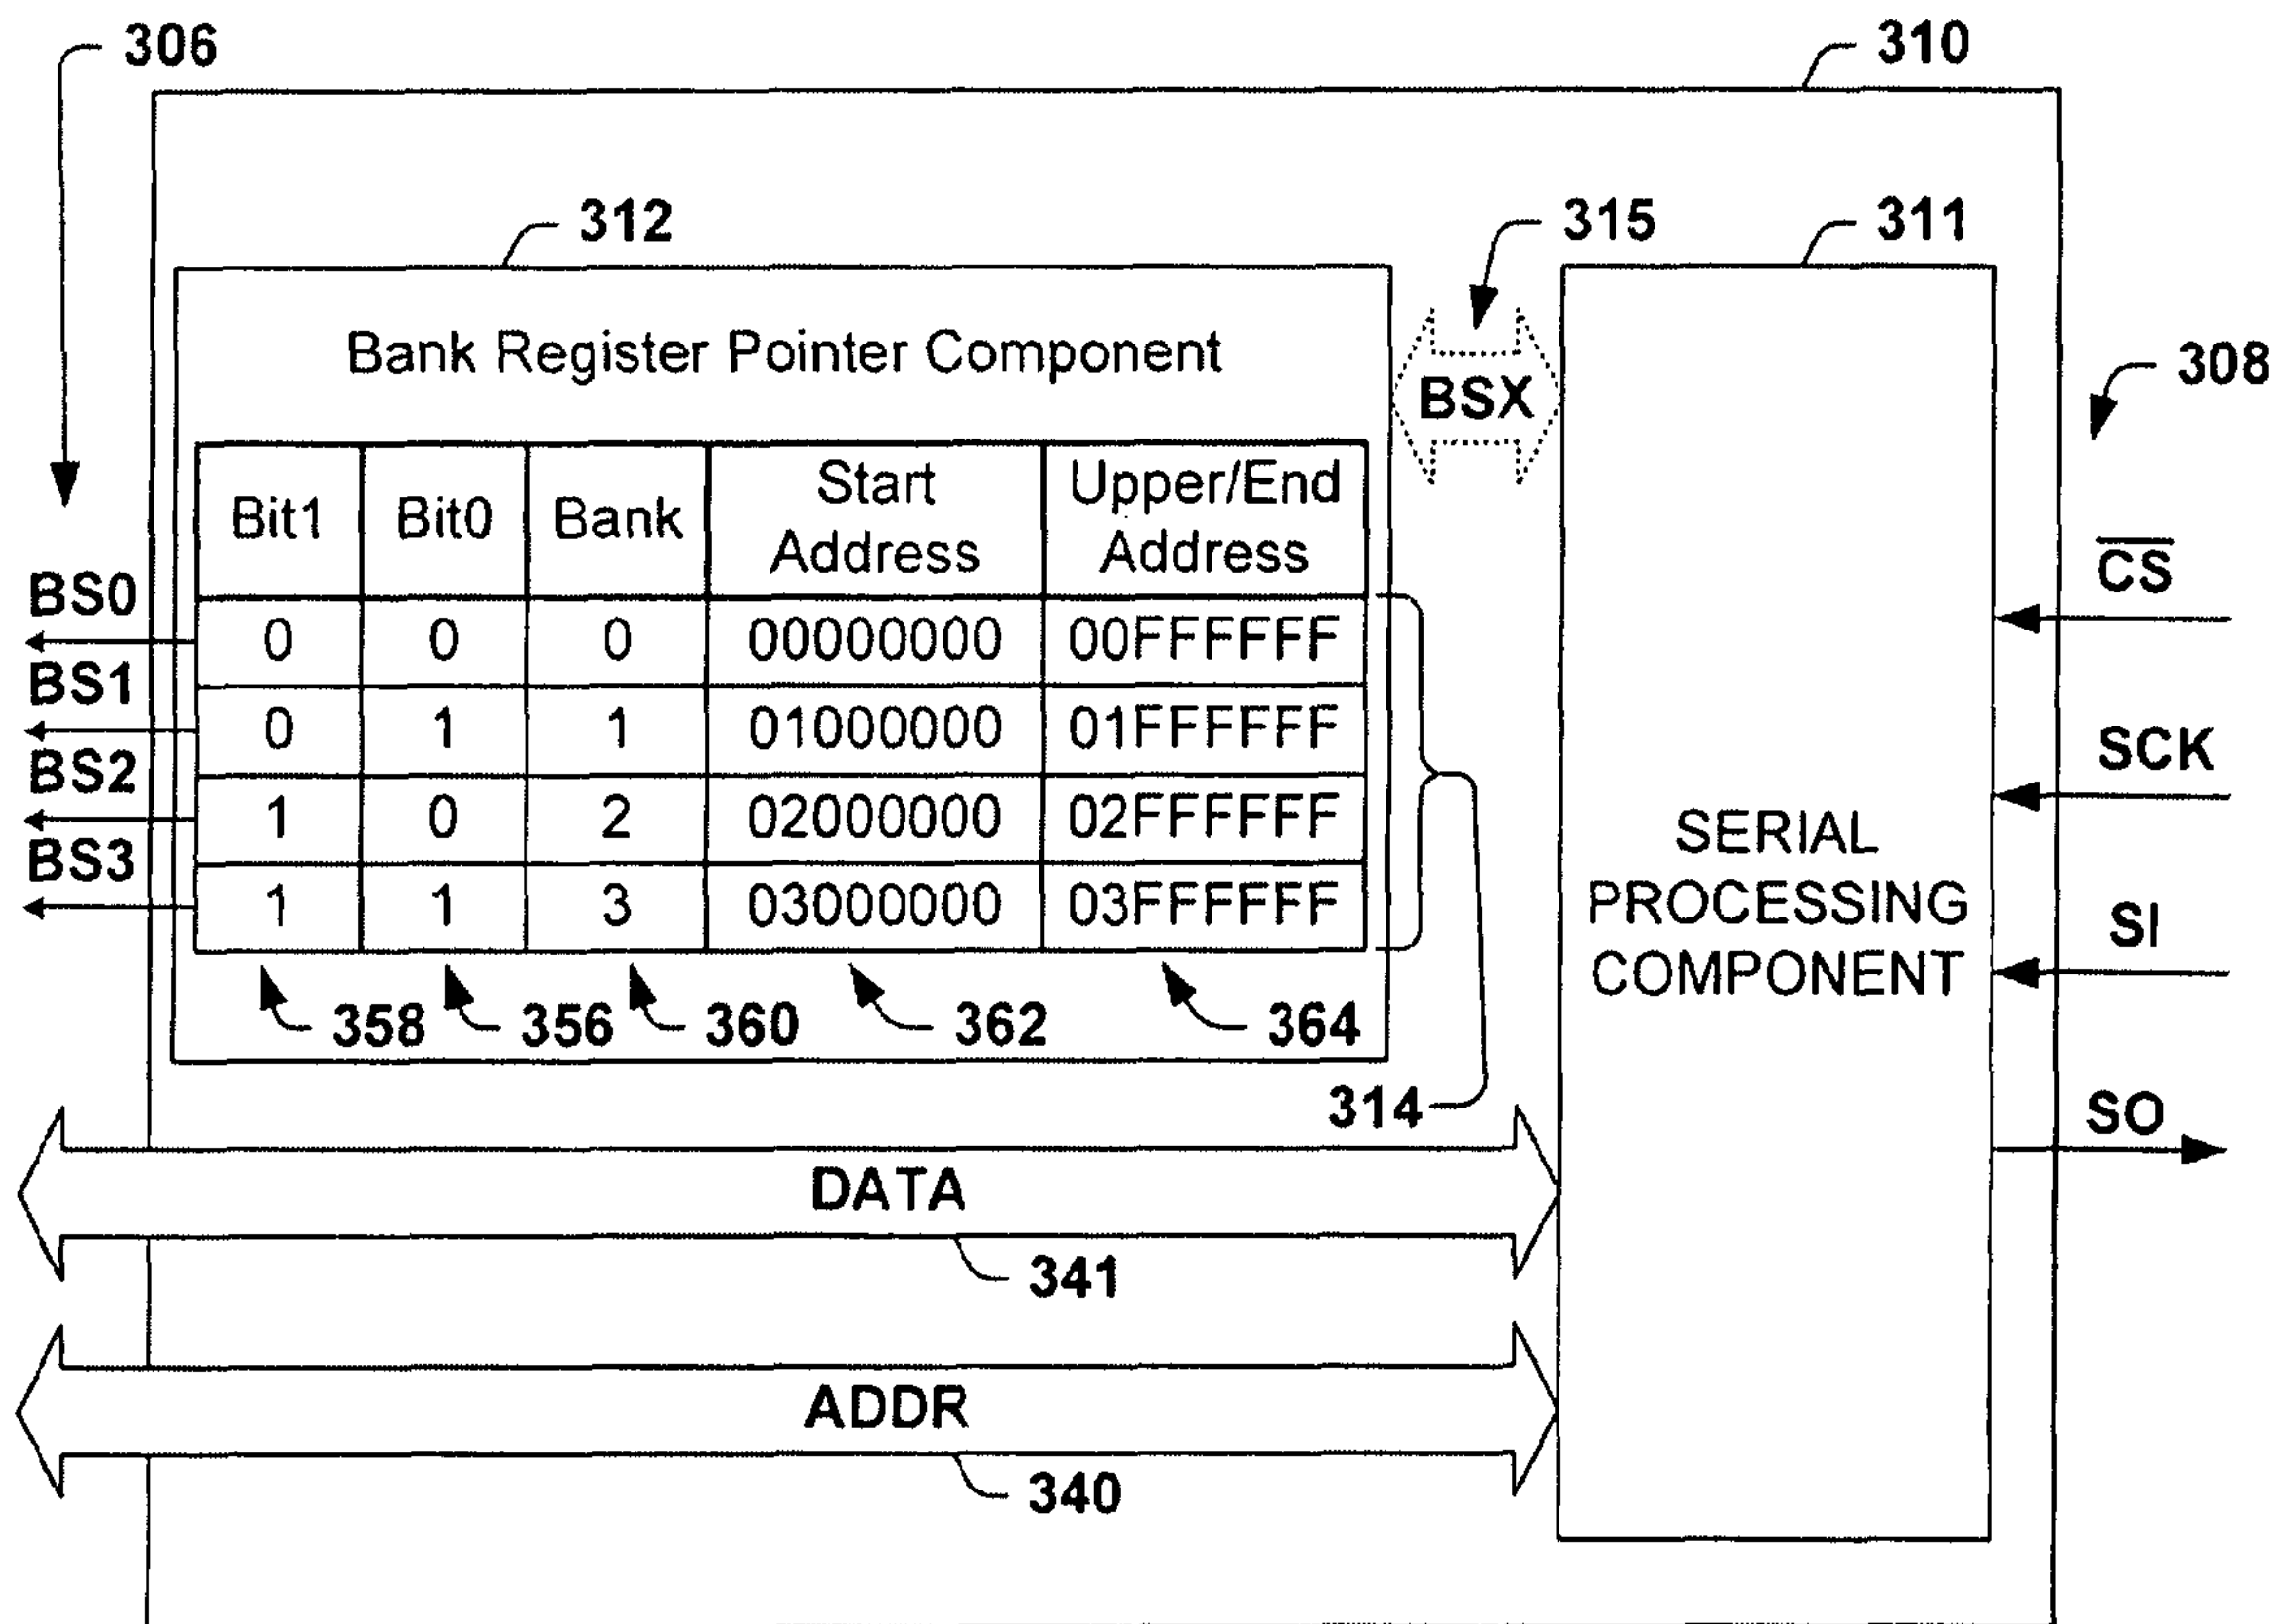 306
310
312
315
311
Bank Register Pointer Component
BSX
308
Bit1 Bit0 Bank Start Address Upper/End Address
BS0
0 0 0 00000000 00FFFFFF
BS1
0 1 1 01000000 01FFFFFF
BS2
1 0 2 02000000 02FFFFFF
BS3
1 1 3 03000000 03FFFFFF
358 356 360 362 364
314
SERIAL
PROCESSING
COMPONENT
CS
SCK
SI
SO
DATA
341
ADDR
340